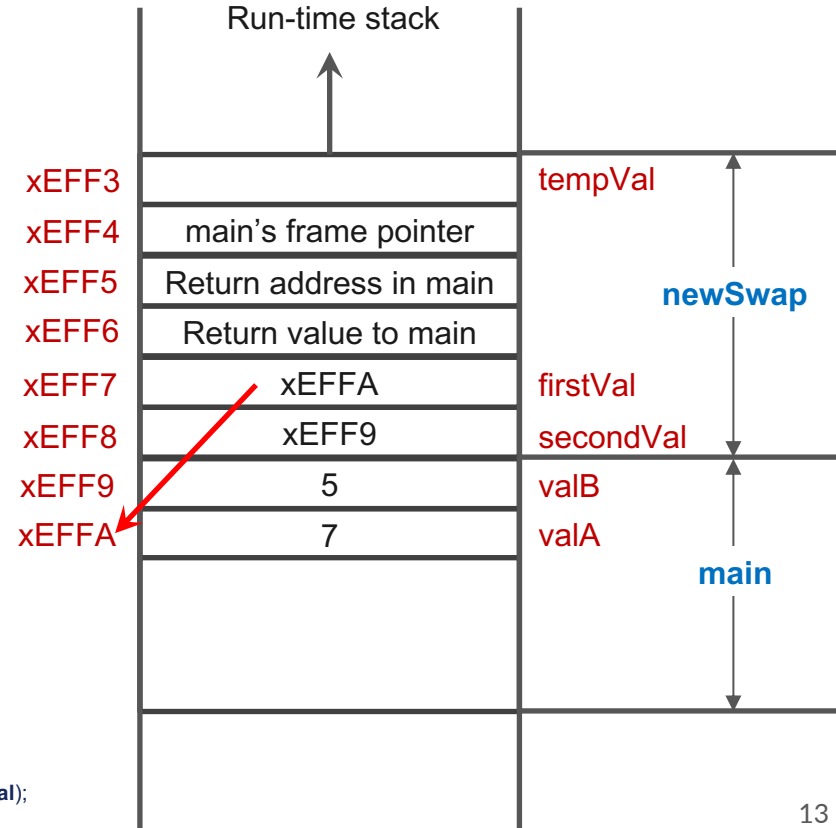 Run-time stack
xEFF3 tempVal
xEFF4 main’s frame pointer
xEFF5 Return address in main
newSwap
xEFF6 Return value to main
xEFF7 xEFFA firstVal
xEFF8 xEFF9 secondVal
xEFF9 5 valB
xEFFA 7 valA
main
al);
13